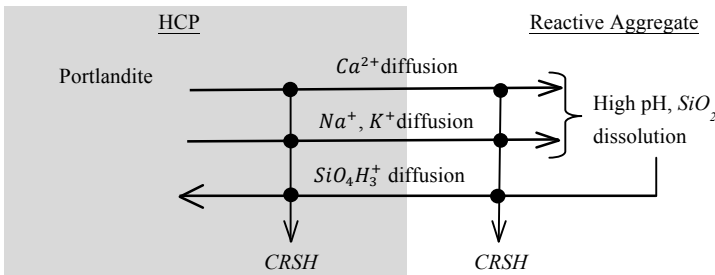 HCP
Reactive Aggregate
Portlandite
Ca²⁺diffusion
Na⁺, K⁺diffusion
SiO₄H₃⁺ diffusion
High pH, SiO₂
dissolution
CRSH
CRSH